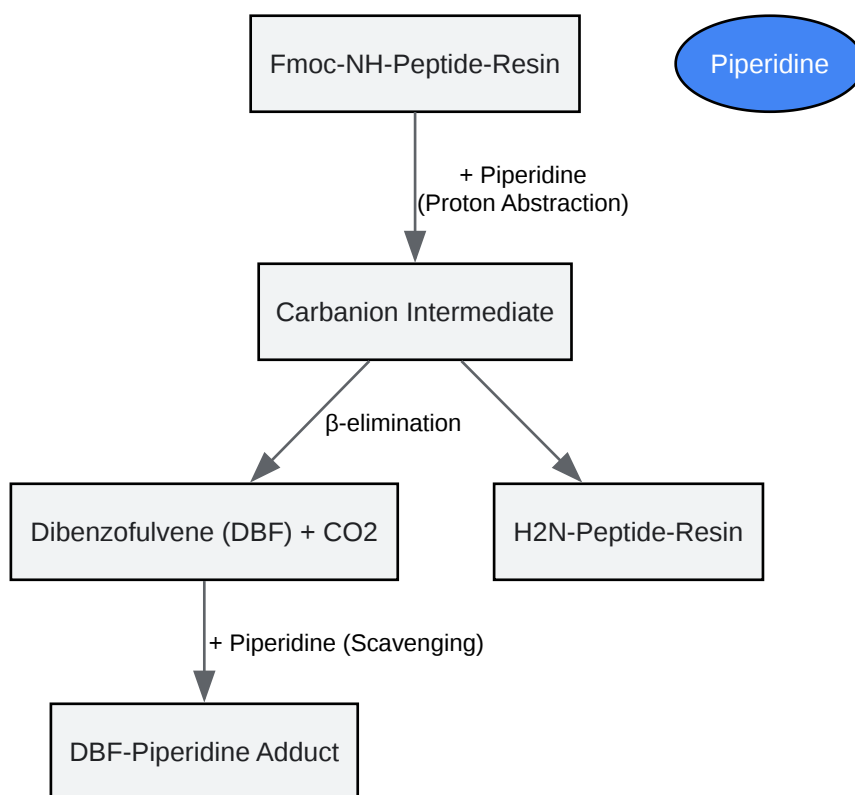 Fmoc-NH-Peptide-Resin
Piperidine
+ Piperidine
(Proton Abstraction)
Carbanion Intermediate
β-elimination
Dibenzofulvene (DBF) + CO2
H2N-Peptide-Resin
+ Piperidine (Scavenging)
DBF-Piperidine Adduct